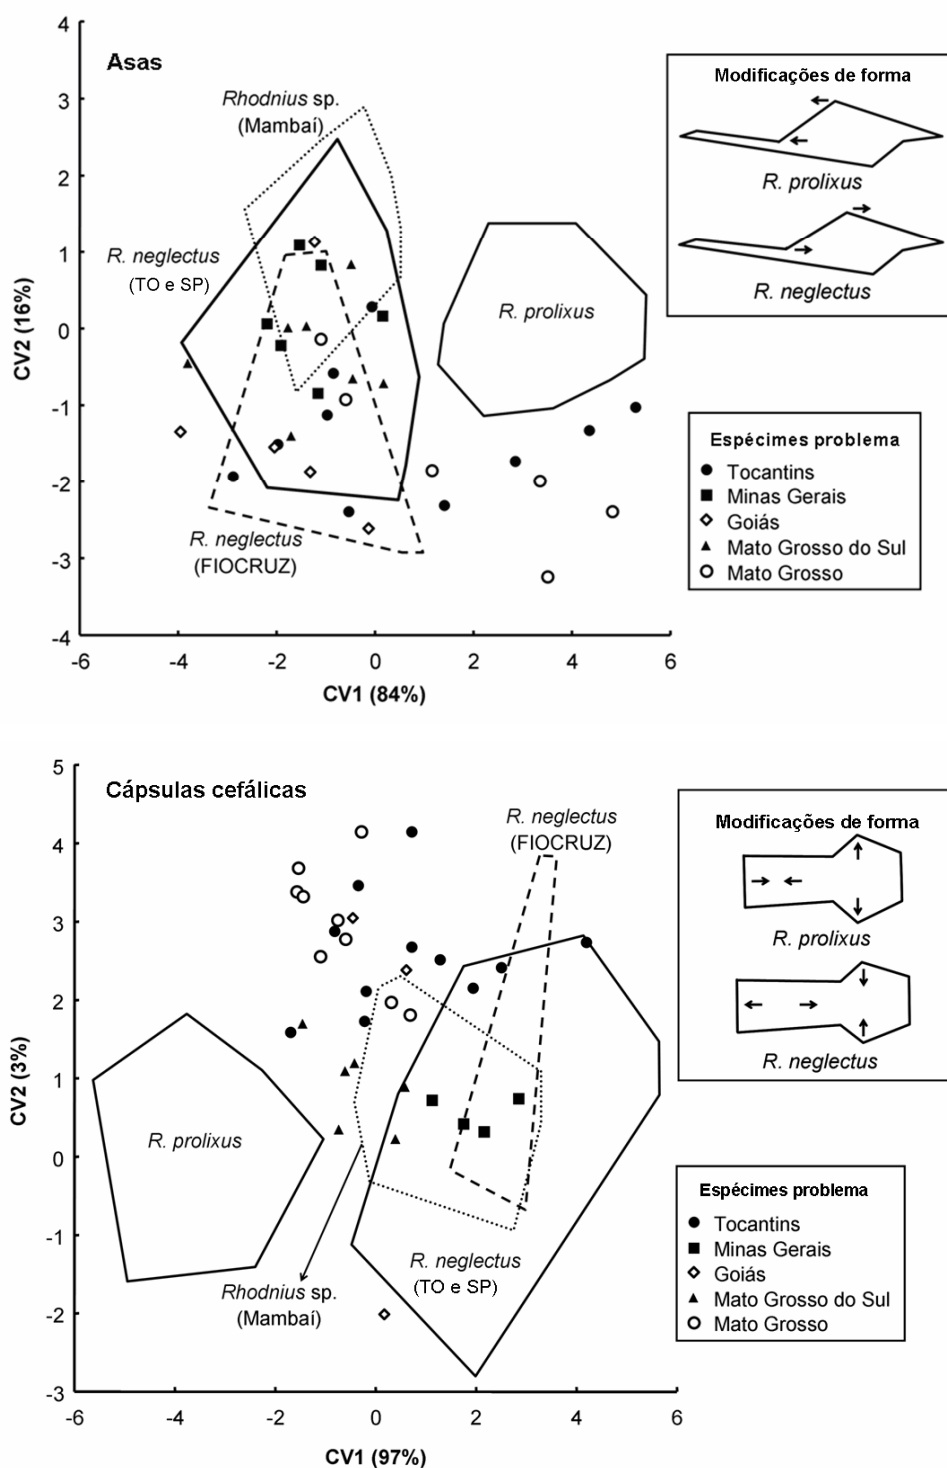 Asas
4
3
2
1
0
-1
-2
-3
-4
CV2 (16%)
-6
-4
-2
0
2
4
6
CV1 (84%)
Rhodnius sp.
(Mambaí)
R. neglectus
(TO e SP)
R. neglectus
(FIOCRUZ)
R. prolixus
Modificações de forma
R. prolixus
R. neglectus
Espécimes problema
Tocantins
Minas Gerais
Goiás
Mato Grosso do Sul
Mato Grosso
Cápsulas cefálicas
5
4
3
2
1
0
-1
-2
-3
CV2 (3%)
-6
-4
-2
0
2
4
6
CV1 (97%)
R. neglectus
(FIOCRUZ)
R. prolixus
Rhodnius sp.
(Mambaí)
R. neglectus
(TO e SP)
Modificações de forma
R. prolixus
R. neglectus
Espécimes problema
Tocantins
Minas Gerais
Goiás
Mato Grosso do Sul
Mato Grosso